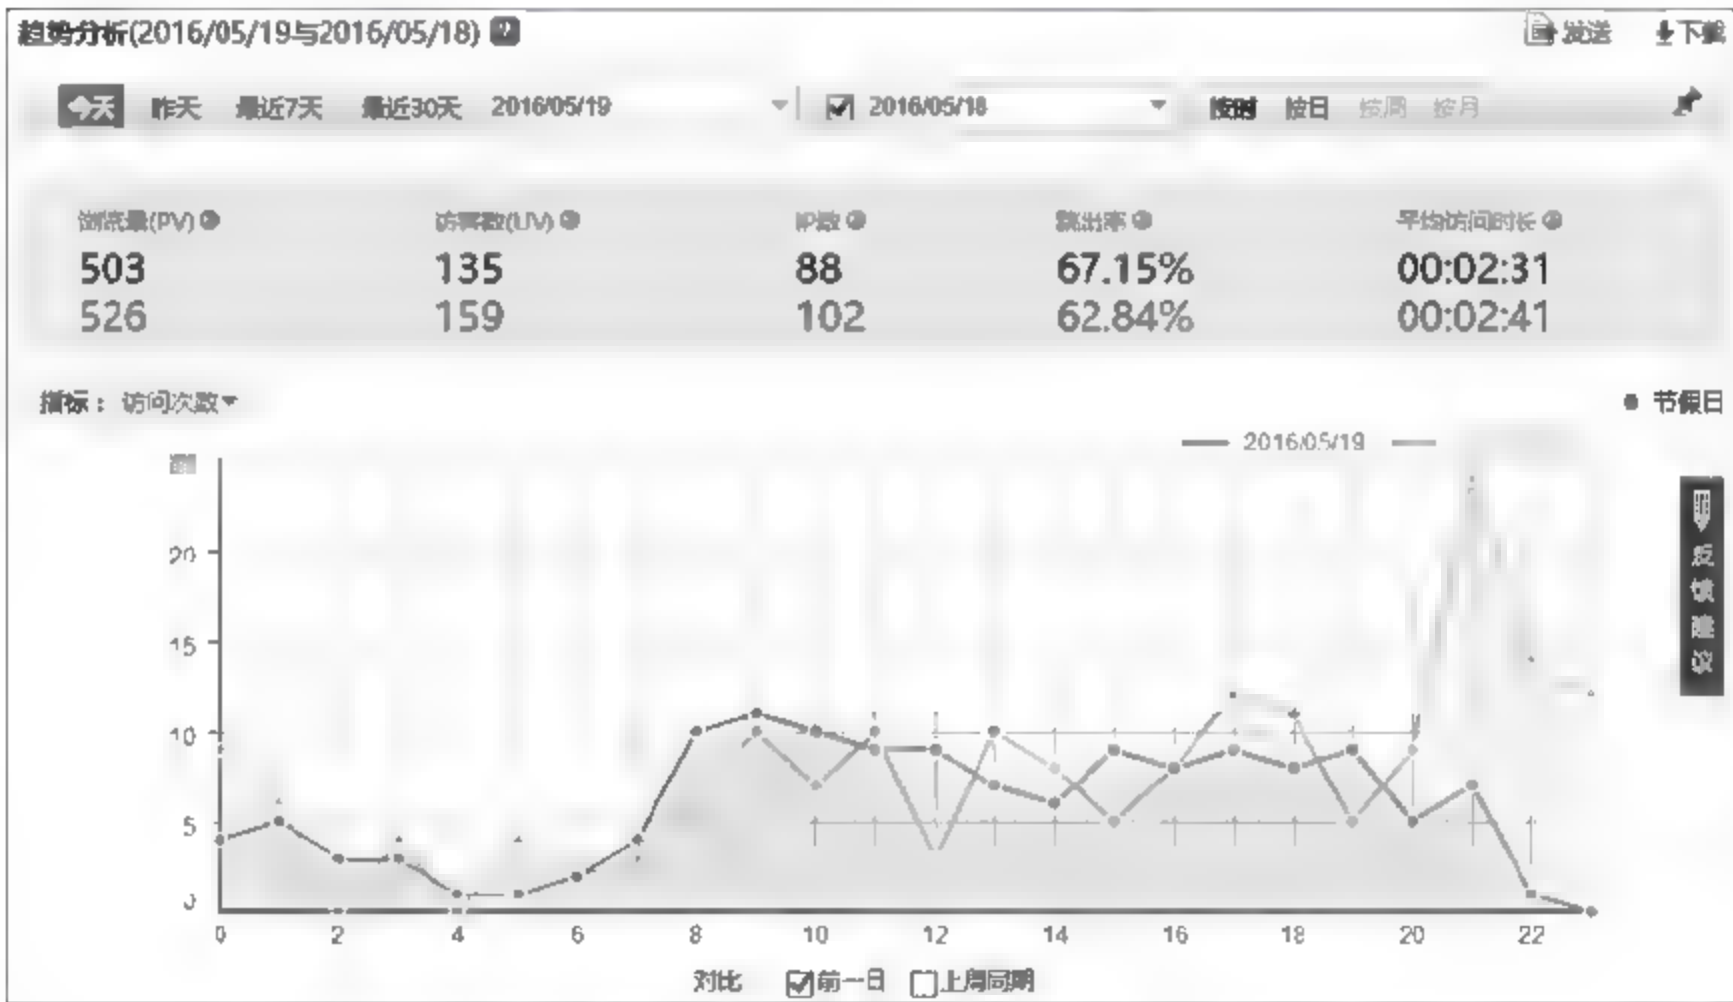 趋势分析(2016/05/19与2016/05/18) ?
发送 下载
今天 昨天 最近7天 最近30天 2016/05/19 2016/05/18 按时 按日 按周 按月
浏览量(PV) 访客数(UV) IP数 跳出率 平均访问时长
503 135 88 67.15% 00:02:31
526 159 102 62.84% 00:02:41
指标： 访问次数
节假日
2016/05/19
20
15
10
5
0
0 2 4 6 8 10 12 14 16 18 20 22
对比 前一日 上周同期
反馈建议